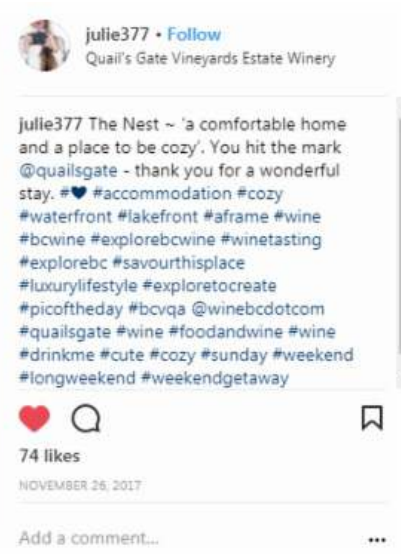 julie377 • Follow
Quail's Gate Vineyards Estate Winery
julie377 The Nest ~ 'a comfortable home
and a place to be cozy'. You hit the mark
@quailsgate - thank you for a wonderful
stay. #♥ #accommodation #cozy
#waterfront #lakefront #aframe #wine
#bcwine #explorebcwine #winetasting
#explorebc #savourthisplace
#luxurylifestyle #exploretocreate
#picoftheday #bcvqa @winebcdotcom
#quailsgate #wine #foodandwine #wine
#drinkme #cute #cozy #sunday #weekend
#longweekend #weekendgetaway
74 likes
NOVEMBER 26, 2017
Add a comment...